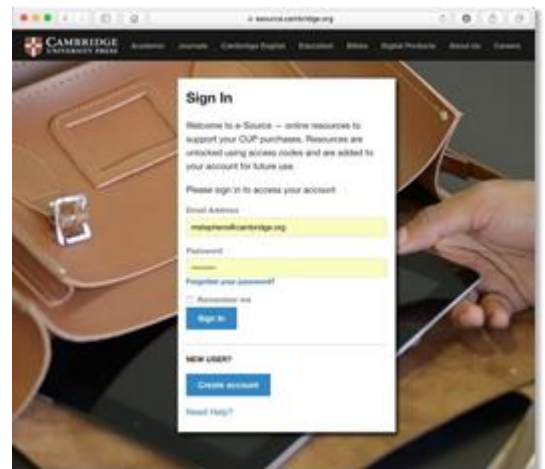 esource.cambridge.org
CAMBRIDGE
UNIVERSITY PRESS
Academic Journals Cambridge English Education Bibles Digital Products About Us Careers
Sign In
Welcome to e-Source — online resources to
support your CUP purchases. Resources are
unlocked using access codes and are added to
your account for future use.
Please sign in to access your account
Email Address
Password
Forgotten your password?
Remember me
Sign In
NEW USER?
Create account
Need Help?